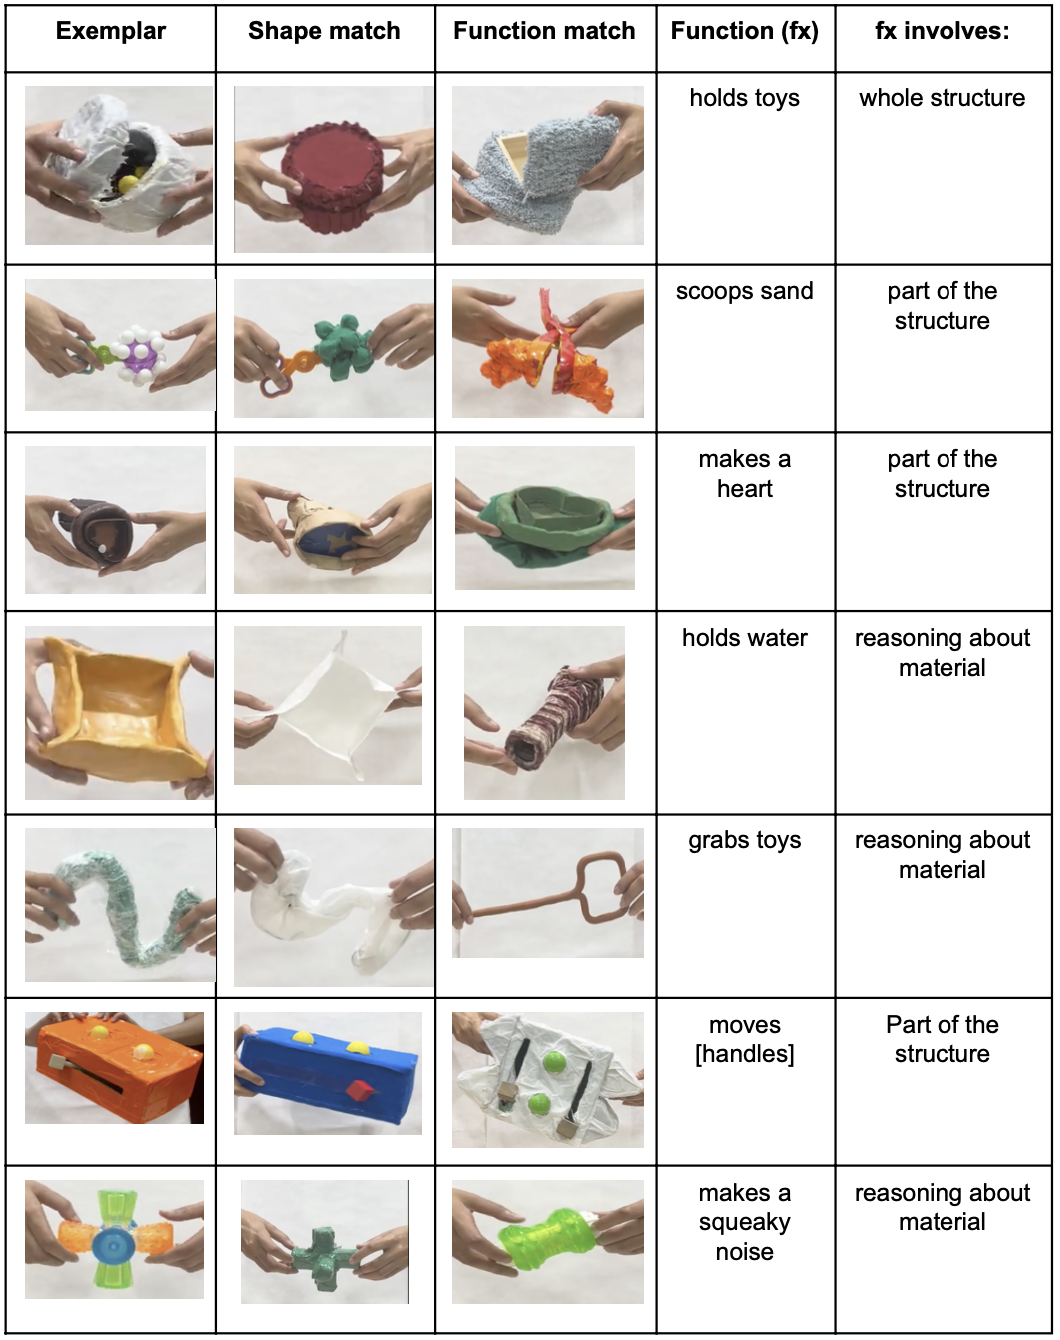 Exemplar Shape match Function match Function (fx) fx involves:
holds toys whole structure
scoops sand part of the
structure
makes a part of the
heart structure
holds water reasoning about
material
grabs toys reasoning about
material
moves Part of the
[handles] structure
makes a reasoning about
squeaky material
noise